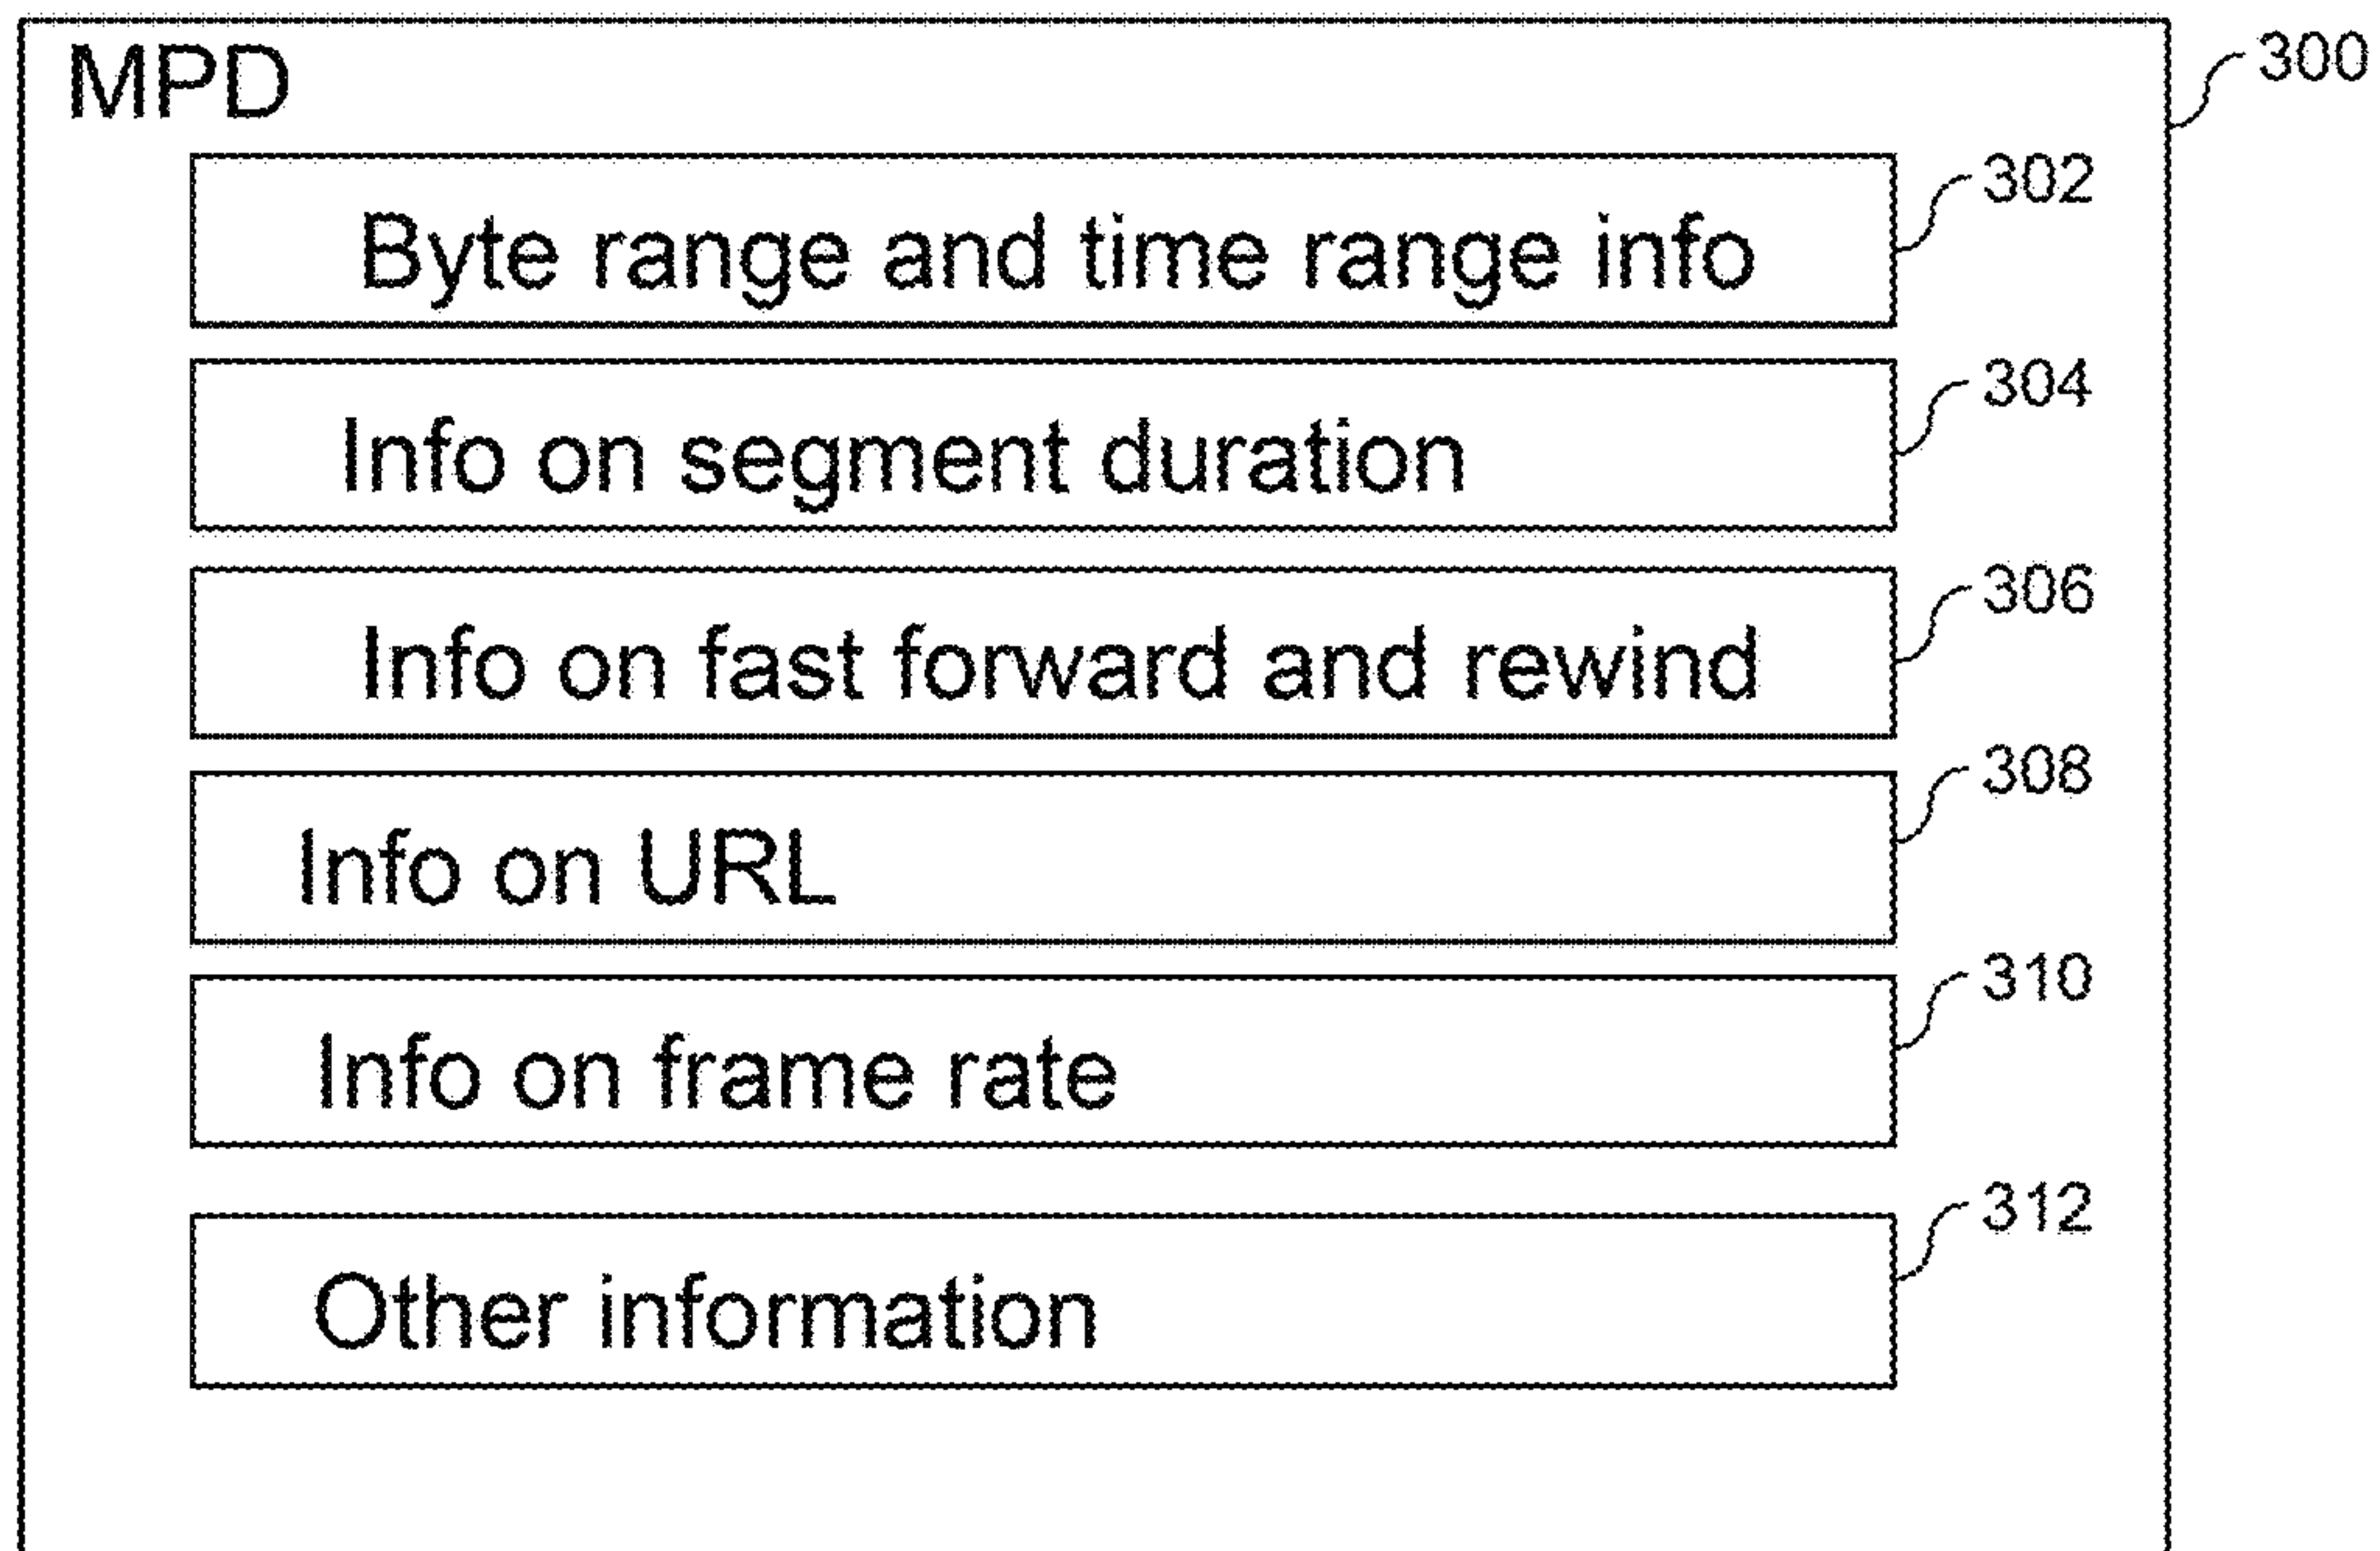 MPD
300
Byte range and time range info
302
Info on segment duration
304
Info on fast forward and rewind
306
Info on URL
308
Info on frame rate
310
Other information
312